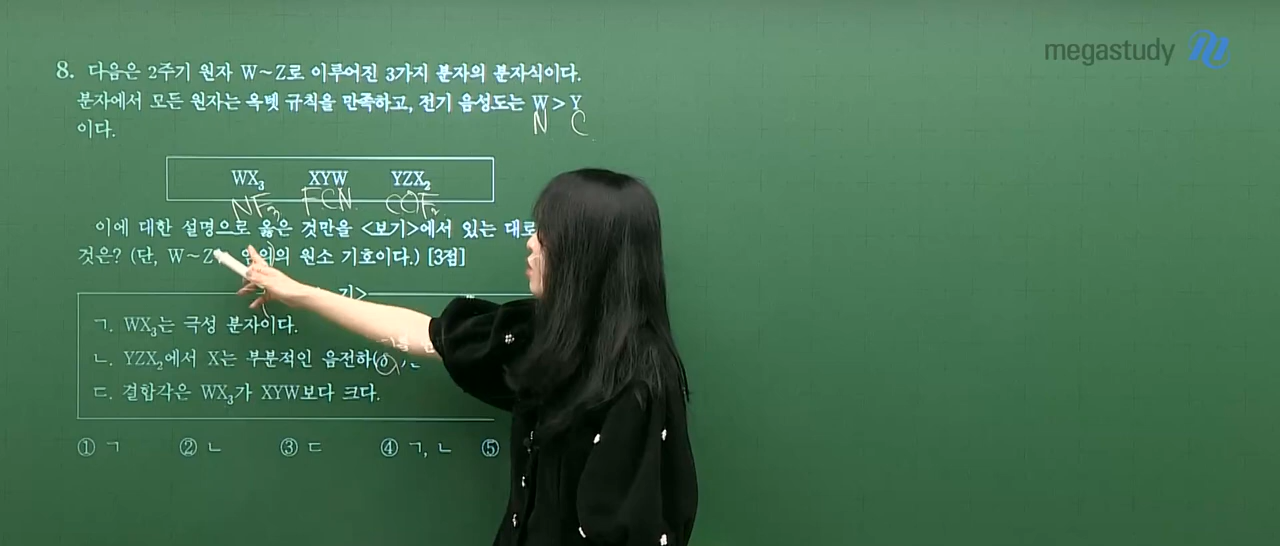 megastudy
8. 다음은 2주기 원자 W~Z로 이루어진 3가지 분자의 분자식이다.
분자에서 모든 원자는 옥텟 규칙을 만족하고, 전기 음성도는 W > Y
N C
이다.
WX₃ XYW YZX₂
NF₃ FCN COF₂
이에 대한 설명으로 옳은 것만을 <보기>에서 있는 대로
것은? (단, W~Z 임의의 원소 기호이다.) [3점]
기>
ㄱ. WX₃는 극성 분자이다.
ㄴ. YZX₂에서 X는 부분적인 음전하(δ
ㄷ. 결합각은 WX₃가 XYW보다 크다.
① ㄱ ② ㄴ ③ ㄷ ④ ㄱ, ㄴ ⑤